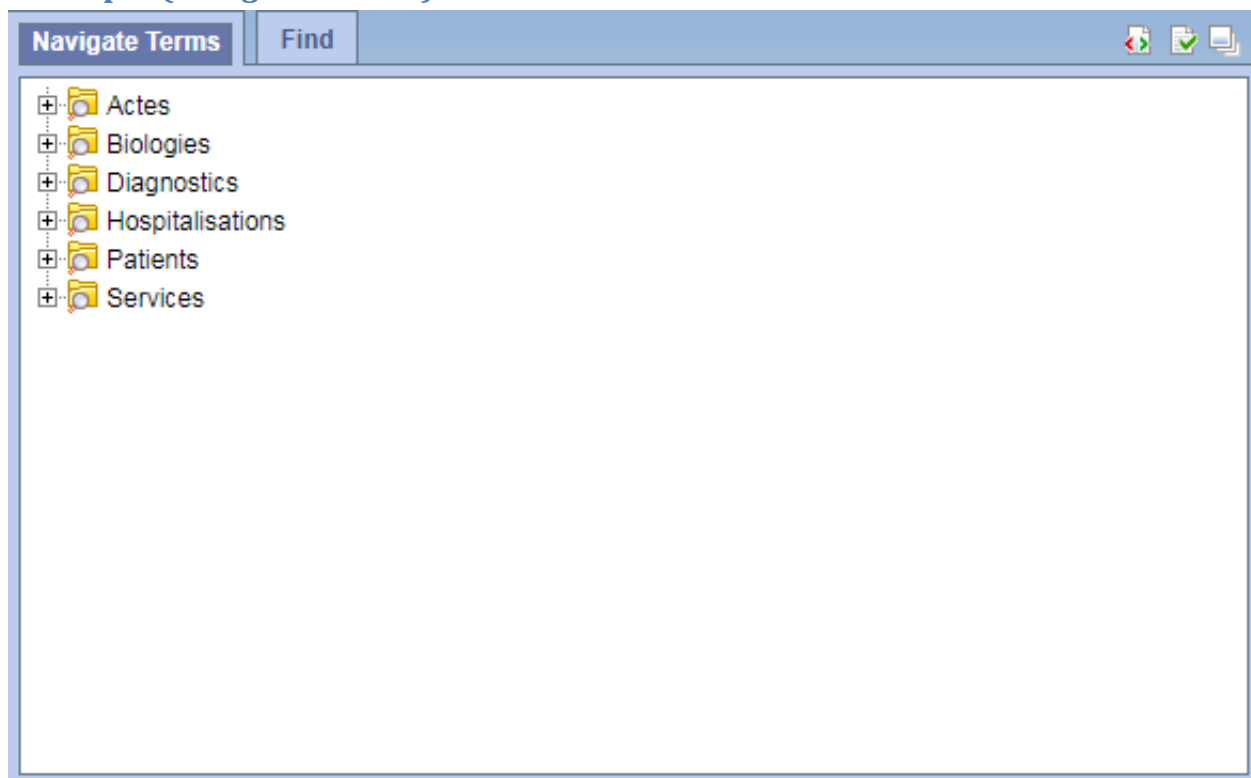 Navigate Terms Find
Actes
Biologies
Diagnostics
Hospitalisations
Patients
Services